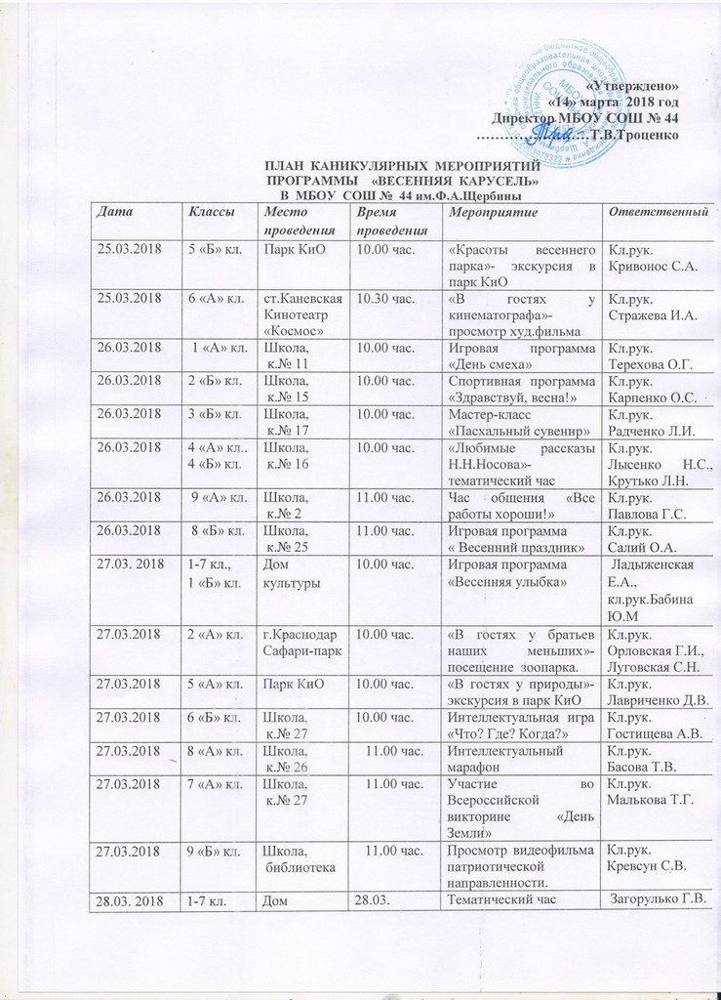 «Утверждено»
«14» марта 2018 год
Директор МБОУ СОШ № 44
……………………Т.В.Троценко
ПЛАН КАНИКУЛЯРНЫХ МЕРОПРИЯТИЙ
ПРОГРАММЫ «ВЕСЕННЯЯ КАРУСЕЛЬ»
В МБОУ СОШ № 44 им.Ф.А.Щербины
Дата Классы Место проведения Время проведения Мероприятие Ответственный
25.03.2018 5 «Б» кл. Парк КиО 10.00 час. «Красоты весеннего парка»- экскурсия в парк КиО Кл.рук. Кривонос С.А.
25.03.2018 6 «А» кл. ст.Каневская Кинотеатр «Космос» 10.30 час. «В гостях у кинематографа»- просмотр худ.фильма Кл.рук. Стражева И.А.
26.03.2018 1 «А» кл. Школа, к.№ 11 10.00 час. Игровая программа «День смеха» Кл.рук. Терехова О.Г.
26.03.2018 2 «Б» кл. Школа, к.№ 15 10.00 час. Спортивная программа «Здравствуй, весна!» Кл.рук. Карпенко О.С.
26.03.2018 3 «Б» кл. Школа, к.№ 17 10.00 час. Мастер-класс «Пасхальный сувенир» Кл.рук. Радченко Л.И.
26.03.2018 4 «А» кл.. 4 «Б» кл. Школа, к.№ 16 10.00 час. «Любимые рассказы Н.Н.Носова»- тематический час Кл.рук. Лысенко Н.С., Крутько Л.Н.
26.03.2018 9 «А» кл. Школа, к.№ 2 11.00 час. Час общения «Все работы хороши!» Кл.рук. Павлова Г.С.
26.03.2018 8 «Б» кл. Школа, к.№ 25 11.00 час. Игровая программа « Весенний праздник» Кл.рук. Салий О.А.
27.03. 2018 1-7 кл., 1 «Б» кл. Дом культуры 10.00 час. Игровая программа «Весенняя улыбка» Ладыженская Е.А., кл.рук.Бабина Ю.М
27.03.2018 2 «А» кл. г.Краснодар Сафари-парк 10.00 час. «В гостях у братьев наших меньших»- посещение зоопарка. Кл.рук. Орловская Г.И., Луговская С.Н.
27.03.2018 5 «А» кл. Парк КиО 10.00 час. «В гостях у природы»- экскурсия в парк КиО Кл.рук. Лавриченко Д.В.
27.03.2018 6 «Б» кл. Школа, к.№ 27 10.00 час. Интеллектуальная игра «Что? Где? Когда?» Кл.рук. Гостищева А.В.
27.03.2018 8 «А» кл. Школа, к.№ 26 11.00 час. Интеллектуальный марафон Кл.рук. Басова Т.В.
27.03.2018 7 «А» кл. Школа, к.№ 27 11.00 час. Участие во Всероссийской викторине «День Земли» Кл.рук. Малькова Т.Г.
27.03.2018 9 «Б» кл. Школа, библиотека 11.00 час. Просмотр видеофильма патриотической направленности. Кл.рук. Кревсун С.В.
28.03. 2018 1-7 кл. Дом 28.03. Тематический час Загорулько Г.В.